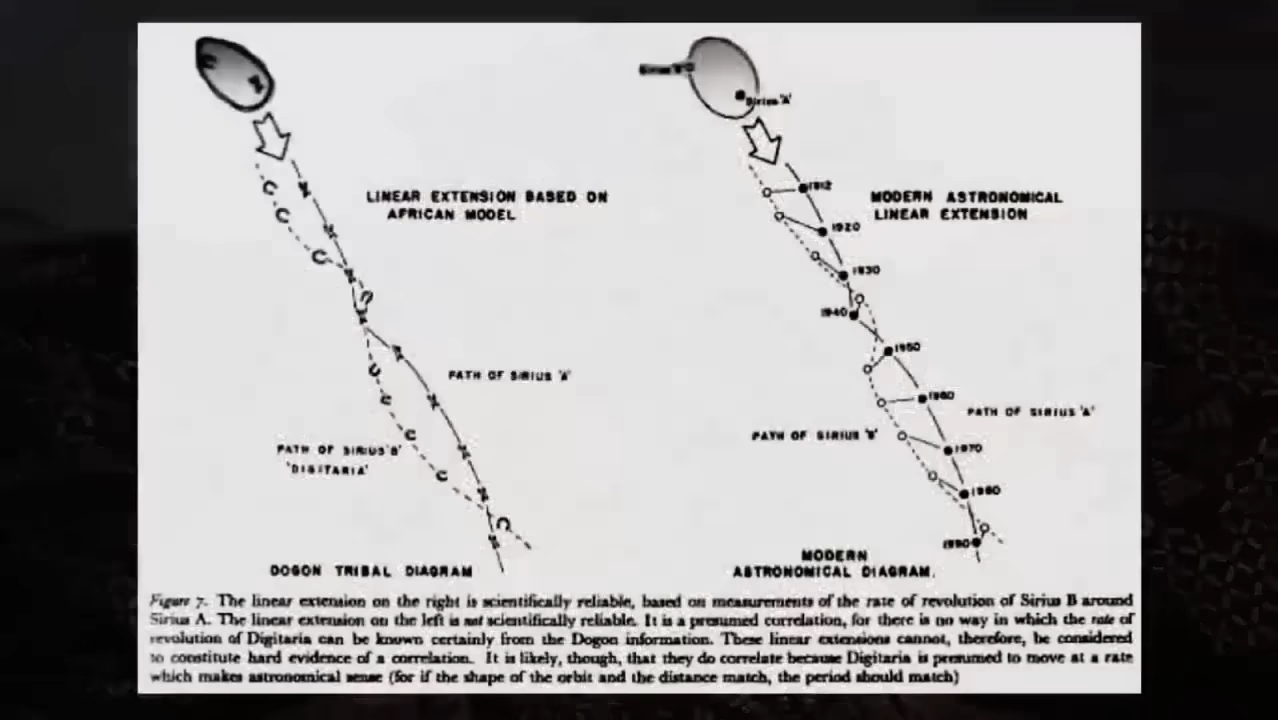 Sirius 'B'
Sirius 'A'
LINEAR EXTENSION BASED ON
AFRICAN MODEL
1912
MODERN ASTRONOMICAL
LINEAR EXTENSION
1920
1930
1940
1950
PATH OF SIRIUS 'A'
1960
PATH OF SIRIUS 'A'
PATH OF SIRIUS 'B'
PATH OF SIRIUS 'B'
'DIGITARIA'
1970
1980
1990
DOGON TRIBAL DIAGRAM
MODERN
ASTRONOMICAL DIAGRAM.
Figure 7. The linear extension on the right is scientifically reliable, based on measurements of the rate of revolution of Sirius B around
Sirius A. The linear extension on the left is not scientifically reliable. It is a presumed correlation, for there is no way in which the rate of
revolution of Digitaria can be known certainly from the Dogon information. These linear extensions cannot, therefore, be considered
to constitute hard evidence of a correlation. It is likely, though, that they do correlate because Digitaria is presumed to move at a rate
which makes astronomical sense (for if the shape of the orbit and the distance match, the period should match)